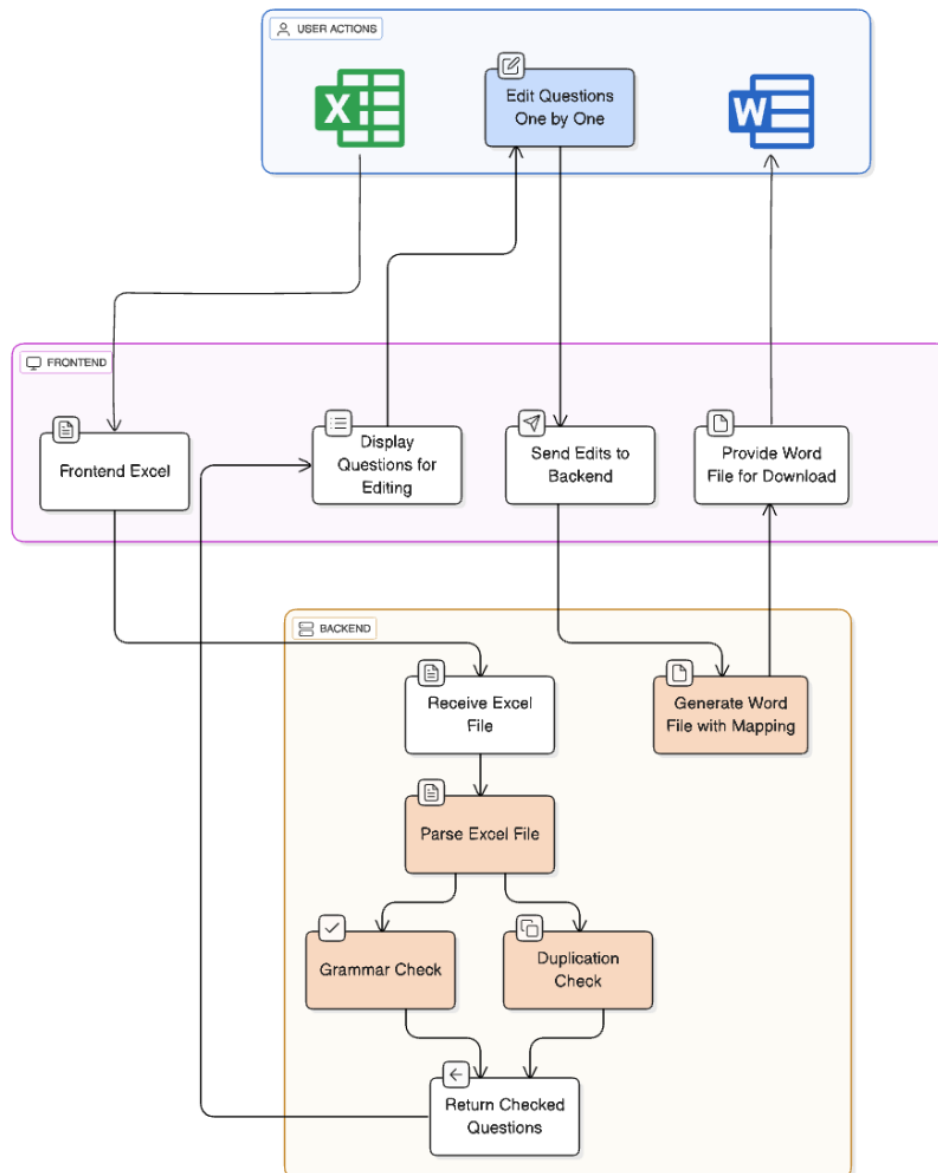 USER ACTIONS
X
Edit Questions
One by One
W
FRONTEND
Frontend Excel
Display
Questions for
Editing
Send Edits to
Backend
Provide Word
File for Download
BACKEND
Receive Excel
File
Generate Word
File with Mapping
Parse Excel File
Grammar Check
Duplication
Check
Return Checked
Questions